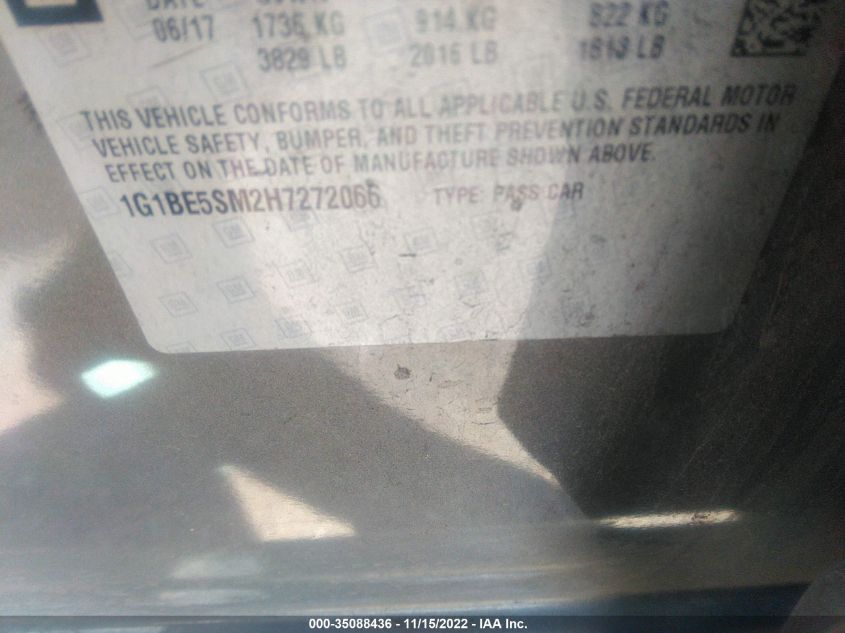 DATE
06/17 1736 KG 914 KG 822 KG
3829 LB 2016 LB 1813 LB
THIS VEHICLE CONFORMS TO ALL APPLICABLE U.S. FEDERAL MOTOR
VEHICLE SAFETY, BUMPER, AND THEFT PREVENTION STANDARDS IN
EFFECT ON THE DATE OF MANUFACTURE SHOWN ABOVE.
1G1BE5SM2H7272066 TYPE: PASS CAR
000-35088436 - 11/15/2022 - IAA Inc.